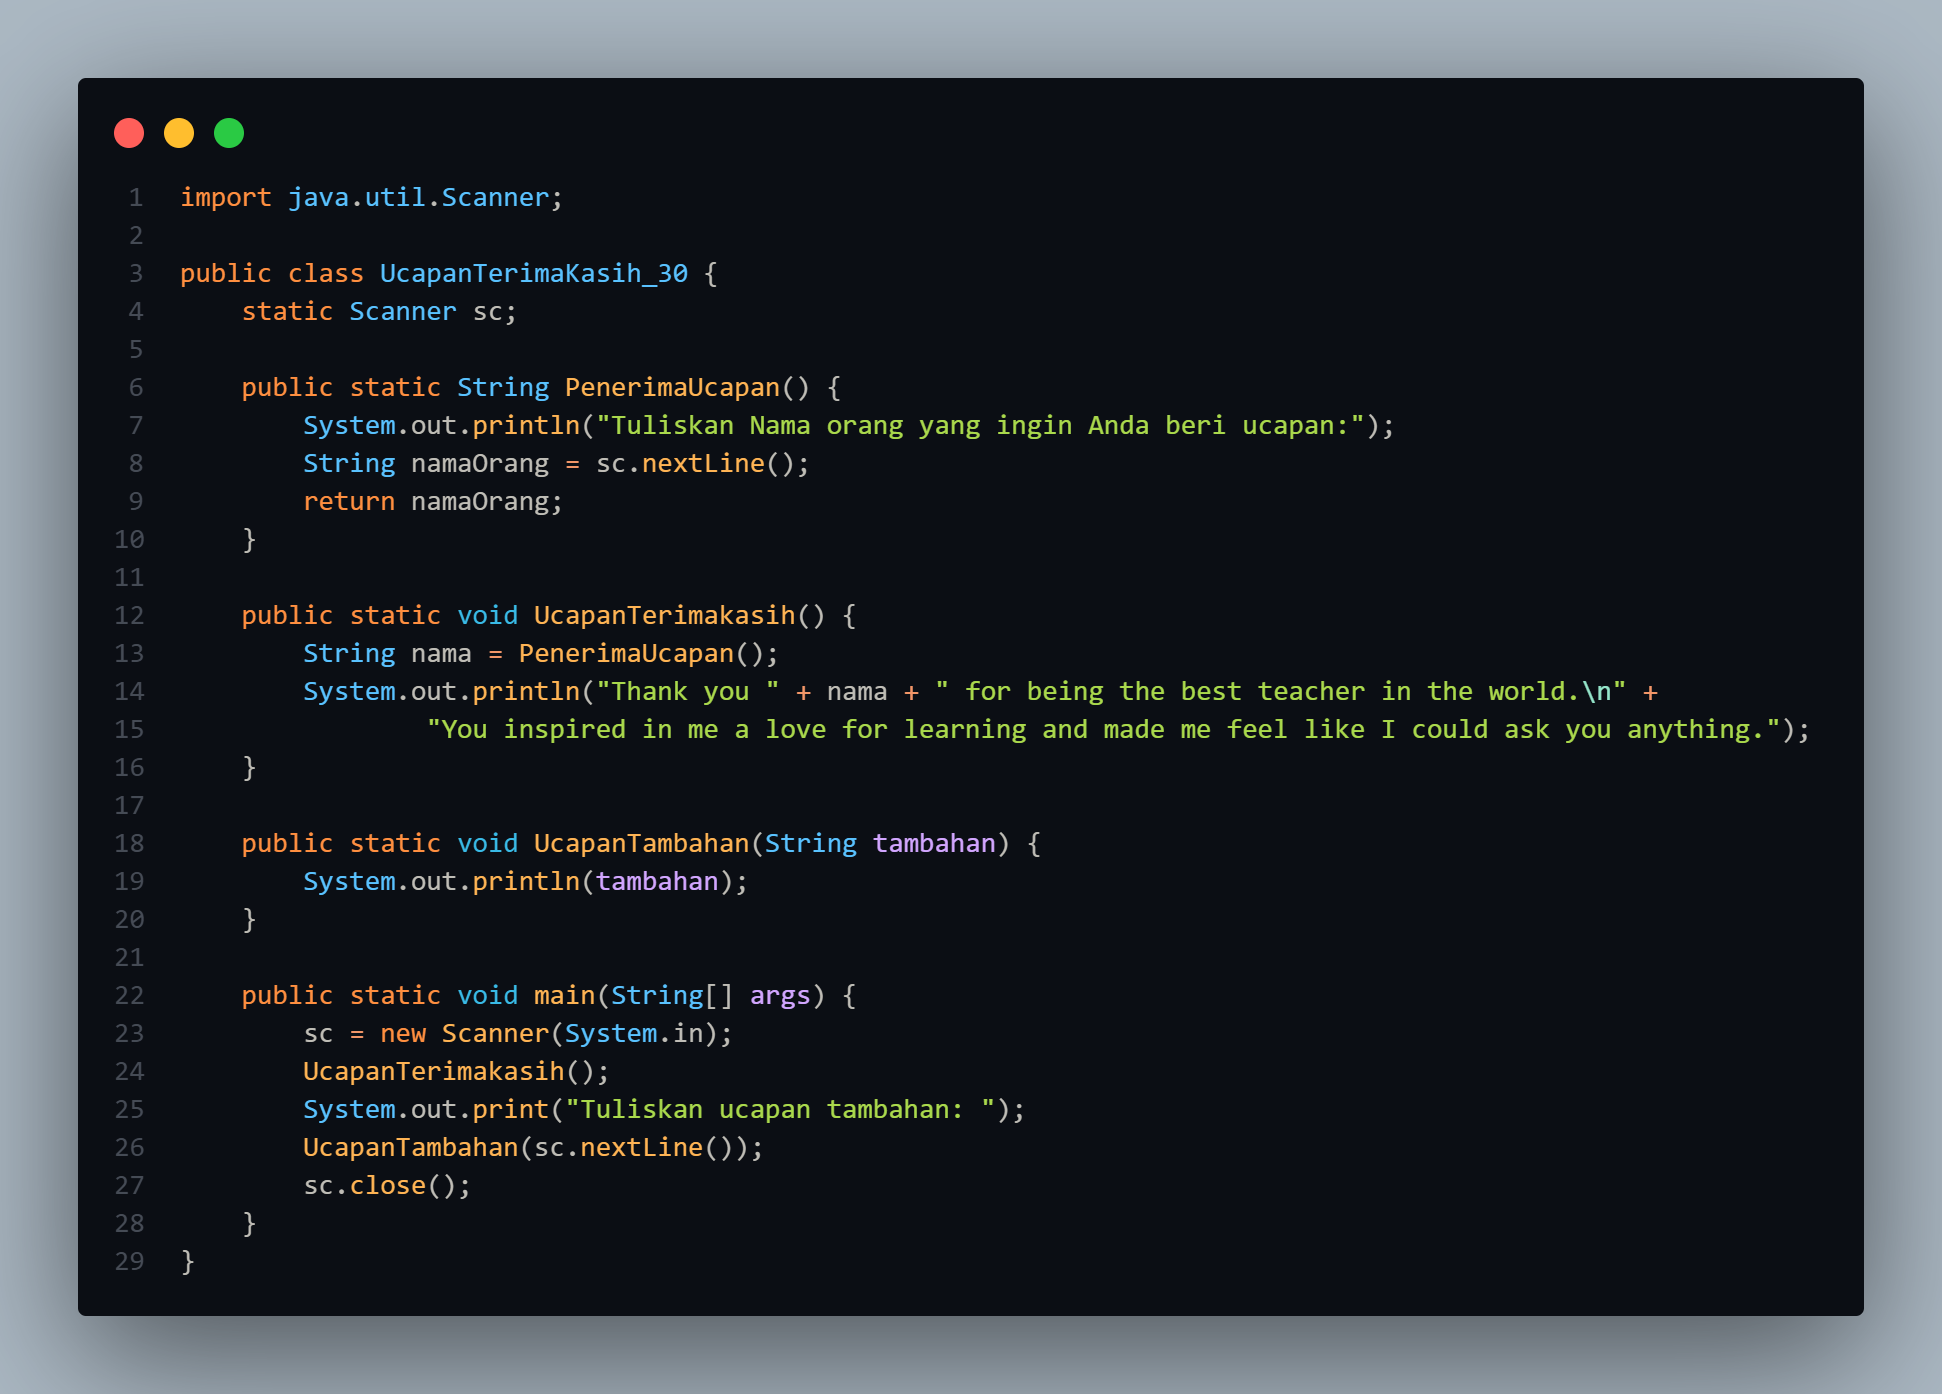 1 import java.util.Scanner;
2
3 public class UcapanTerimaKasih_30 {
4     static Scanner sc;
5
6     public static String PenerimaUcapan() {
7         System.out.println("Tuliskan Nama orang yang ingin Anda beri ucapan:");
8         String namaOrang = sc.nextLine();
9         return namaOrang;
10     }
11
12     public static void UcapanTerimakasih() {
13         String nama = PenerimaUcapan();
14         System.out.println("Thank you " + nama + " for being the best teacher in the world.\n" +
15                 "You inspired in me a love for learning and made me feel like I could ask you anything.");
16     }
17
18     public static void UcapanTambahan(String tambahan) {
19         System.out.println(tambahan);
20     }
21
22     public static void main(String[] args) {
23         sc = new Scanner(System.in);
24         UcapanTerimakasih();
25         System.out.print("Tuliskan ucapan tambahan: ");
26         UcapanTambahan(sc.nextLine());
27         sc.close();
28     }
29 }